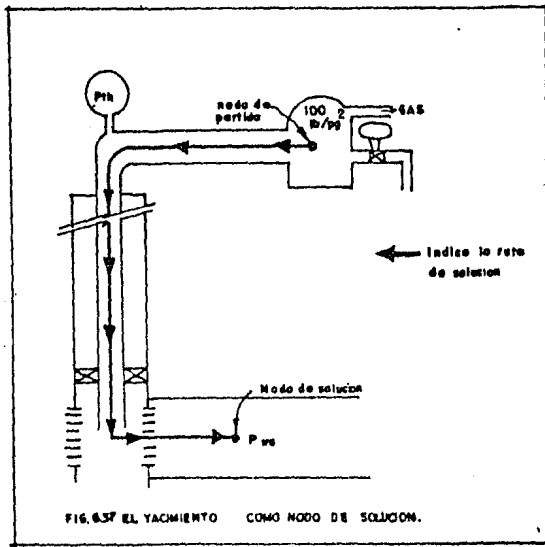 Pth
nodo de
partida
100 2
lb/pg
GAS
Indica la ruta
de solucion
Nodo de solucion
P ws
FIG. 6.37 EL YACIMIENTO COMO NODO DE SOLUCION.